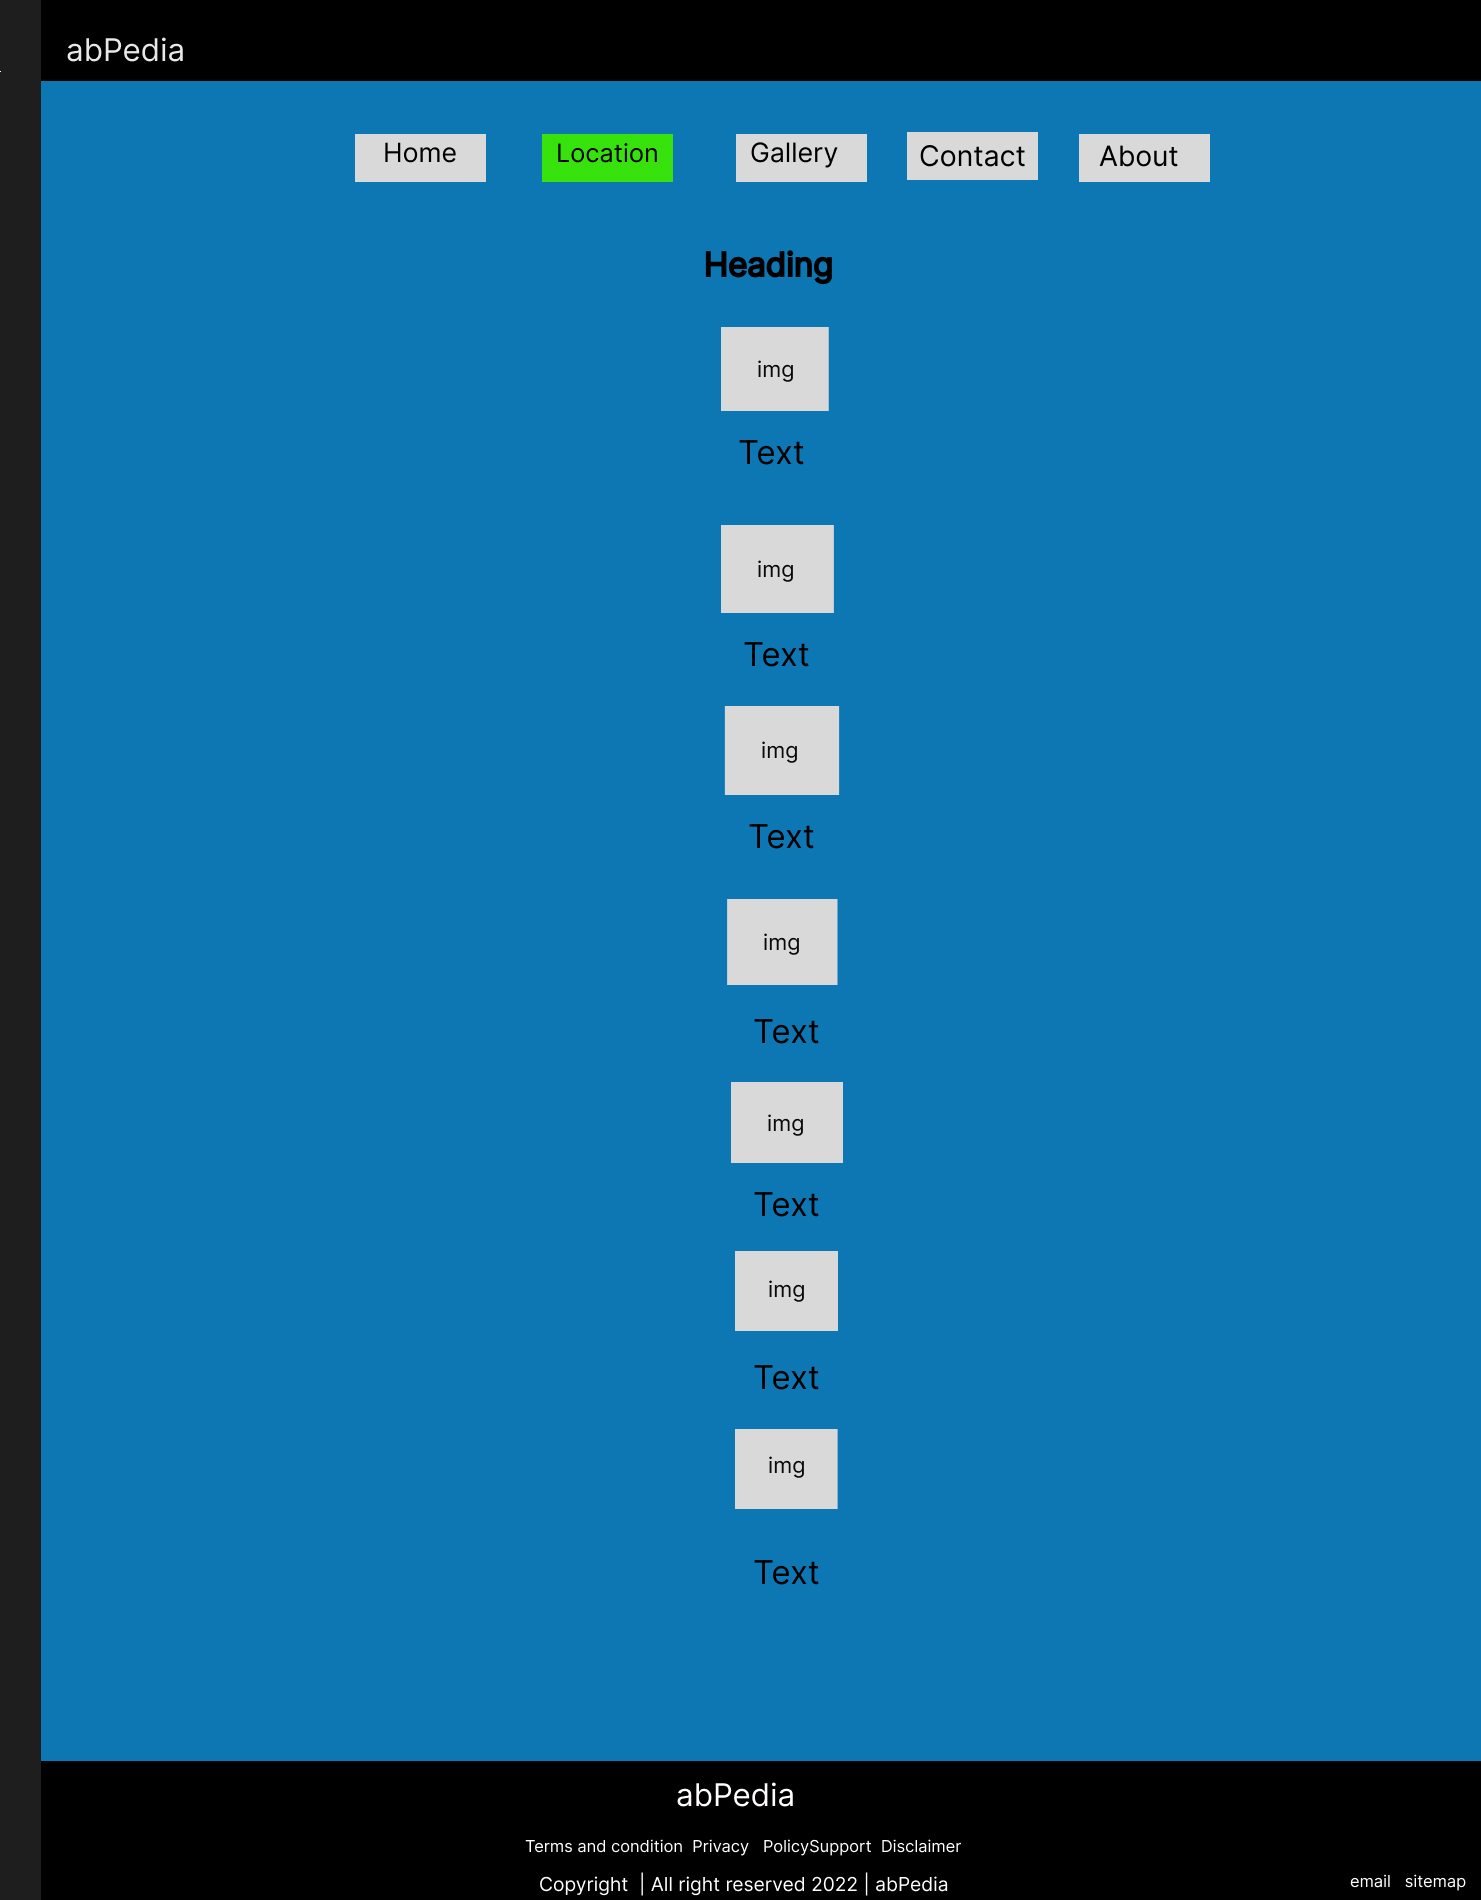 abPedia
Home Location Gallery Contact About
Heading
img
Text
img
Text
img
Text
img
Text
img
Text
img
Text
img
Text
abPedia
Terms and condition Privacy PolicySupport Disclaimer
Copyright | All right reserved 2022 | abPedia
email sitemap